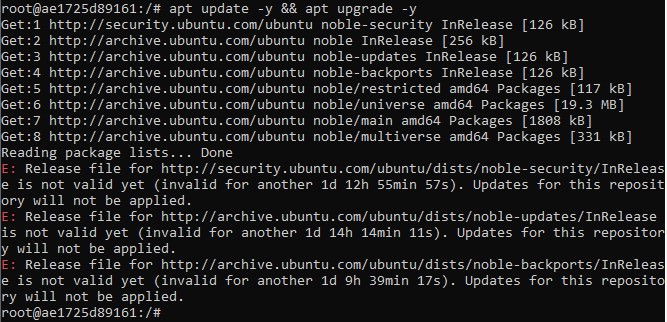 root@ae1725d89161:/# apt update -y && apt upgrade -y
Get:1 http://security.ubuntu.com/ubuntu noble-security InRelease [126 kB]
Get:2 http://archive.ubuntu.com/ubuntu noble InRelease [256 kB]
Get:3 http://archive.ubuntu.com/ubuntu noble-updates InRelease [126 kB]
Get:4 http://archive.ubuntu.com/ubuntu noble-backports InRelease [126 kB]
Get:5 http://archive.ubuntu.com/ubuntu noble/restricted amd64 Packages [117 kB]
Get:6 http://archive.ubuntu.com/ubuntu noble/universe amd64 Packages [19.3 MB]
Get:7 http://archive.ubuntu.com/ubuntu noble/main amd64 Packages [1808 kB]
Get:8 http://archive.ubuntu.com/ubuntu noble/multiverse amd64 Packages [331 kB]
Reading package lists... Done
E: Release file for http://security.ubuntu.com/ubuntu/dists/noble-security/InReleas
e is not valid yet (invalid for another 1d 12h 55min 57s). Updates for this reposit
ory will not be applied.
E: Release file for http://archive.ubuntu.com/ubuntu/dists/noble-updates/InRelease
is not valid yet (invalid for another 1d 14h 14min 11s). Updates for this repositor
y will not be applied.
E: Release file for http://archive.ubuntu.com/ubuntu/dists/noble-backports/InReleas
e is not valid yet (invalid for another 1d 9h 39min 17s). Updates for this reposito
ry will not be applied.
root@ae1725d89161:/#